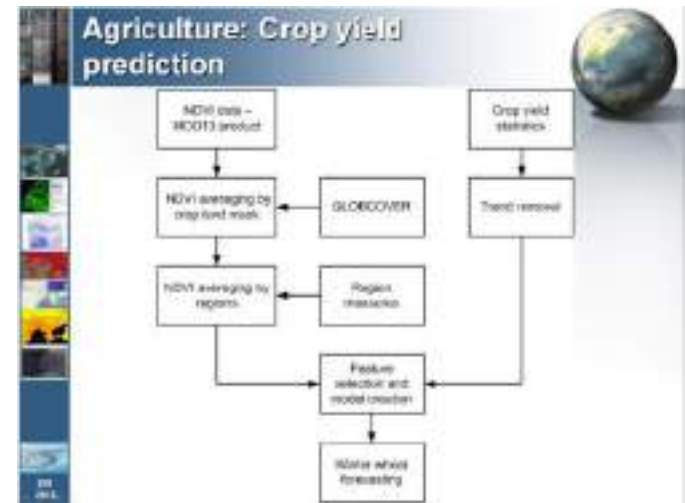 Agriculture: Crop yield
prediction
NDVI data –
MOD13 product
Crop yield
statistics
NDVI averaging by
crop land mask
GLOBCOVER
Trend removal
NDVI averaging by
regions
Region
Feature
selection and
model creation
Winter wheat
forecasting